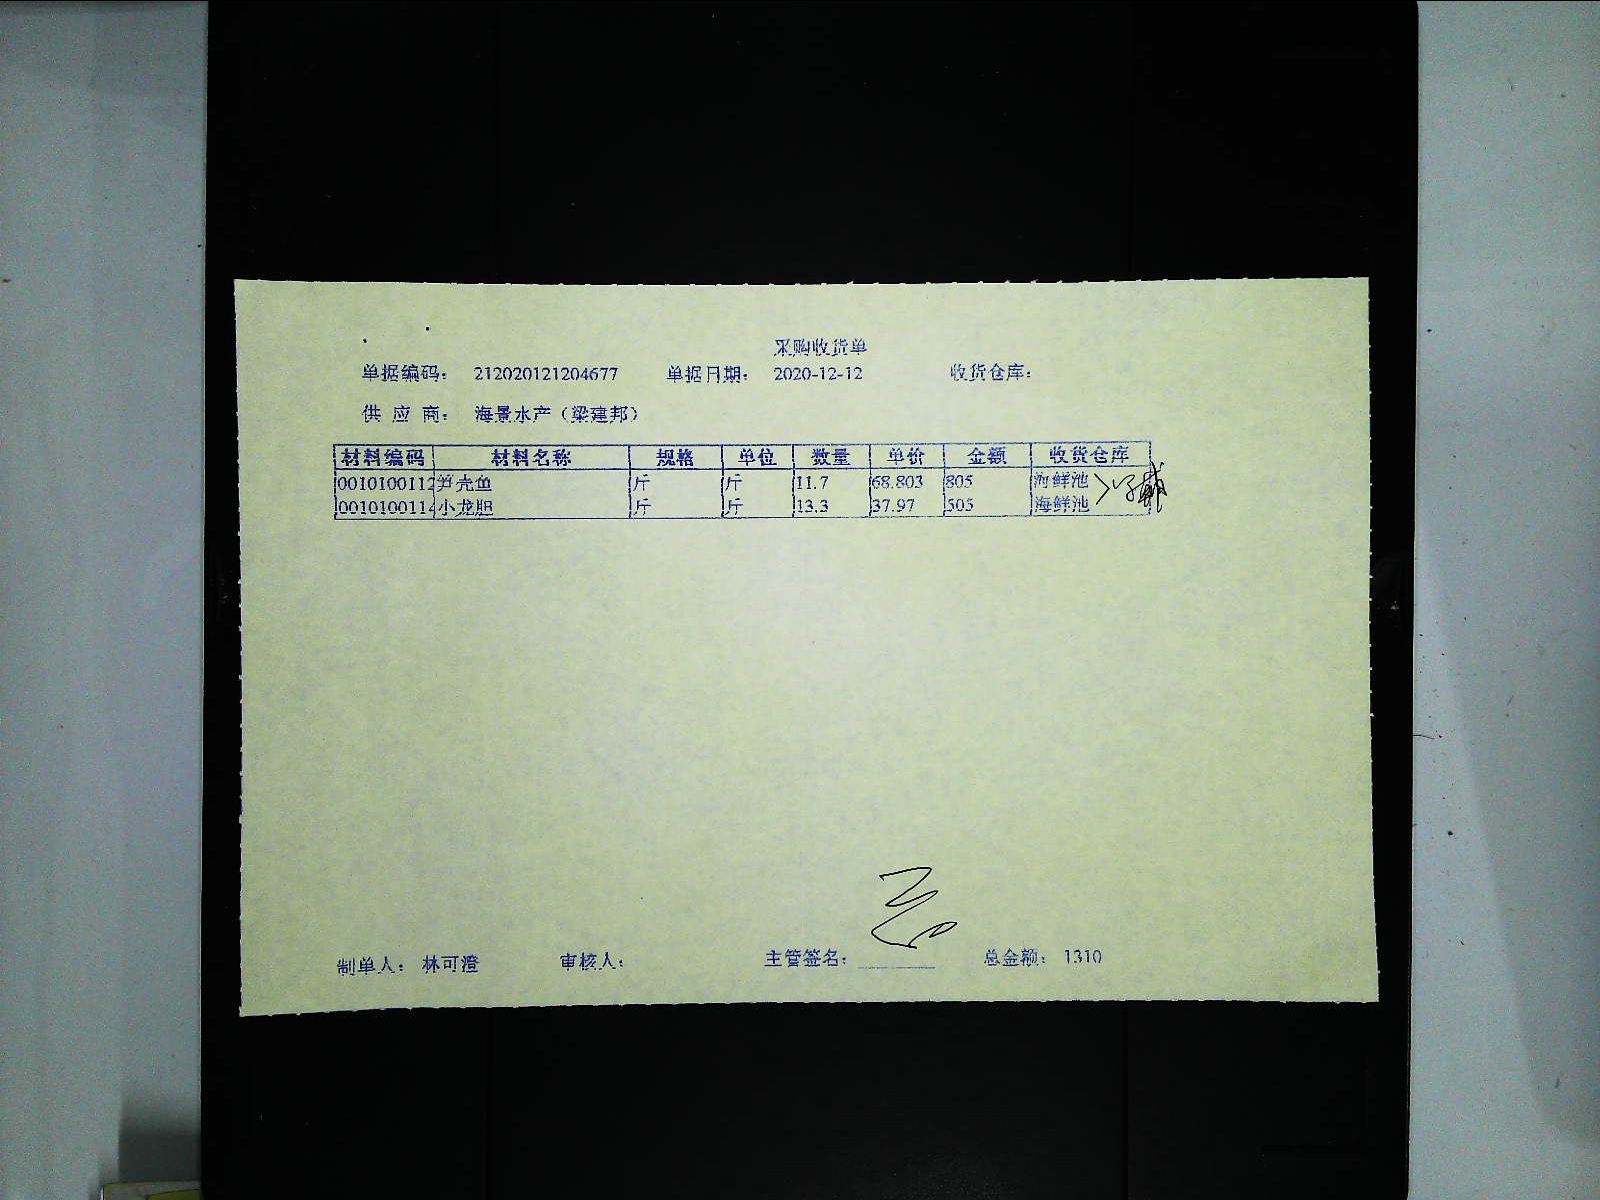 采购收货单
单据编码: 212020121204677 单据日期: 2020-12-12 收货仓库:
供 应 商: 海景水产（梁建邦）
材料编码 材料名称 规格 单位 数量 单价 金额 收货仓库
0010100112 笋壳鱼 斤 斤 11.7 68.803 805 海鲜池
0010100114 小龙胆 斤 斤 13.3 37.97 505 海鲜池
制单人: 林可澄 审核人: 主管签名: 总金额: 1310